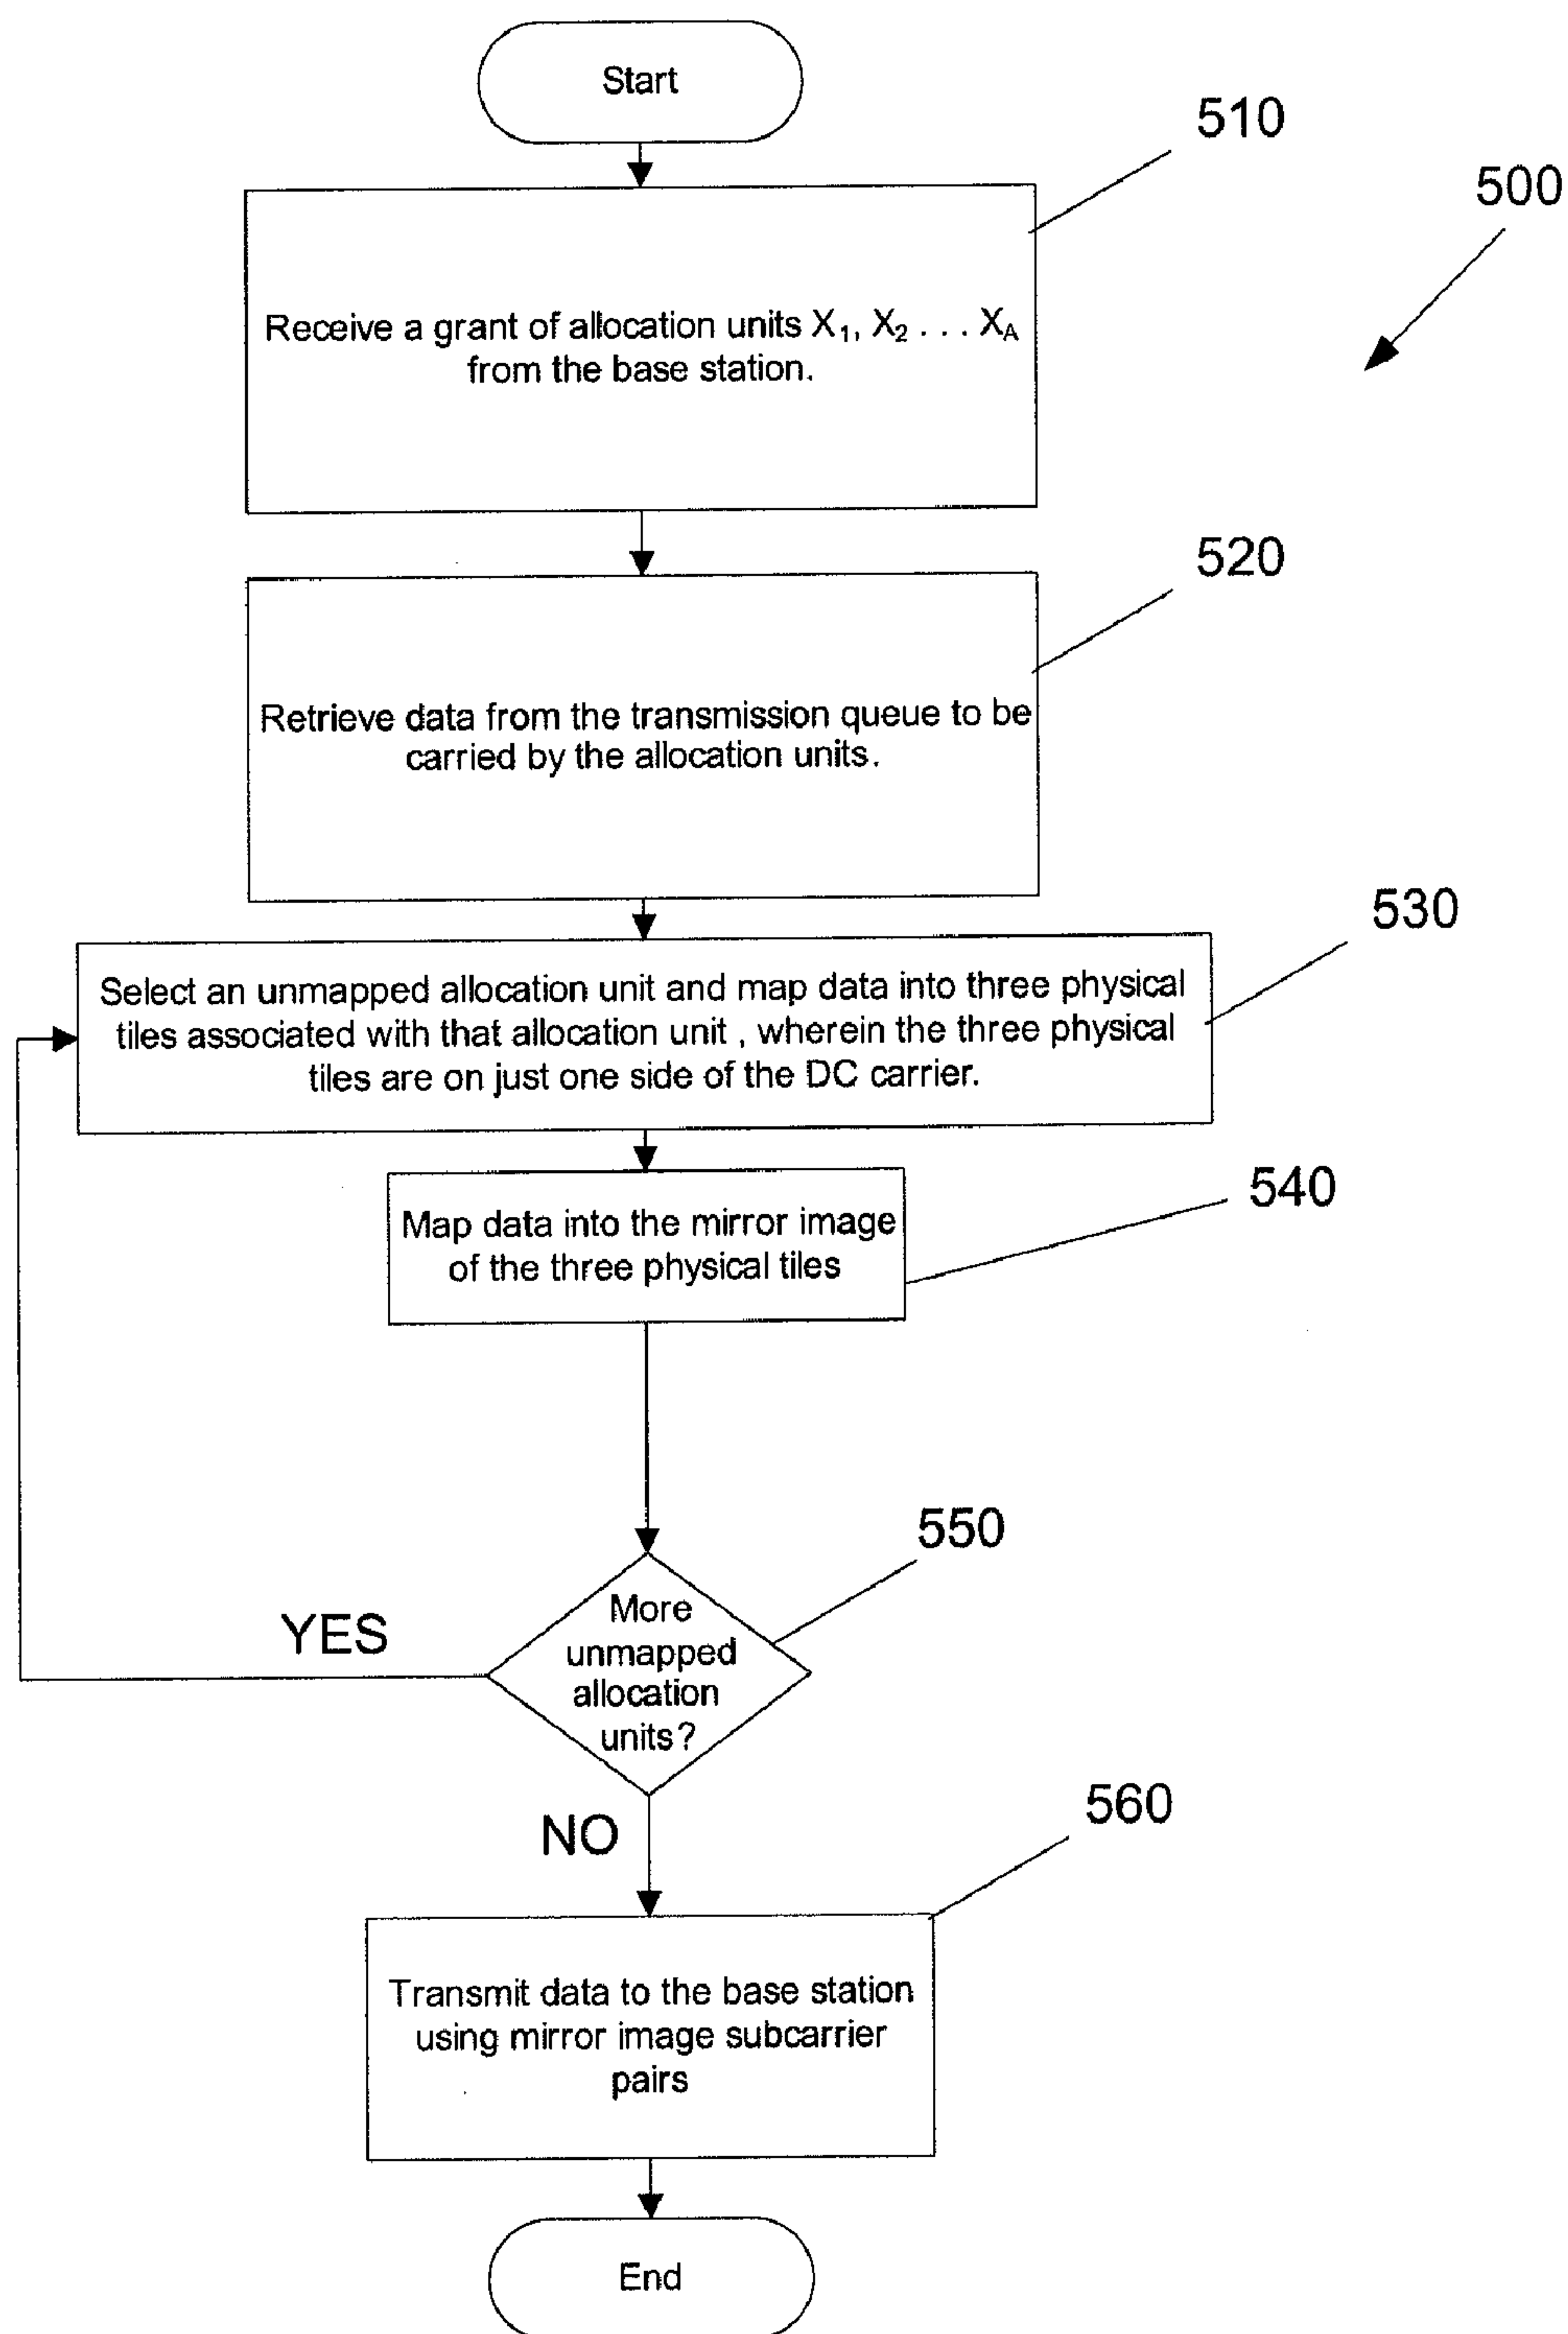 Start
510
500
Receive a grant of allocation units X₁, X₂ . . . X_A
from the base station.
520
Retrieve data from the transmission queue to be
carried by the allocation units.
530
Select an unmapped allocation unit and map data into three physical
tiles associated with that allocation unit , wherein the three physical
tiles are on just one side of the DC carrier.
540
Map data into the mirror image
of the three physical tiles
550
More
unmapped
allocation
units?
YES
NO
560
Transmit data to the base station
using mirror image subcarrier
pairs
End